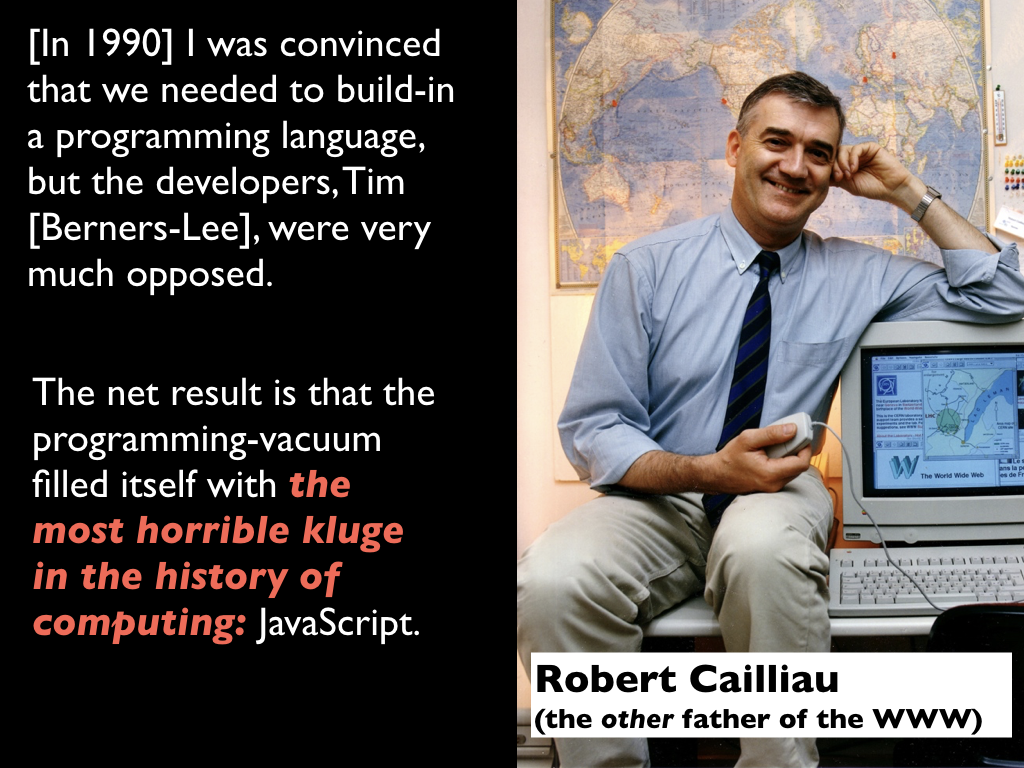 [In 1990] I was convinced
that we needed to build-in
a programming language,
but the developers, Tim
[Berners-Lee], were very
much opposed.
The net result is that the
programming-vacuum
filled itself with the
most horrible kluge
in the history of
computing: JavaScript.
The World Wide Web
Robert Cailliau
(the other father of the WWW)